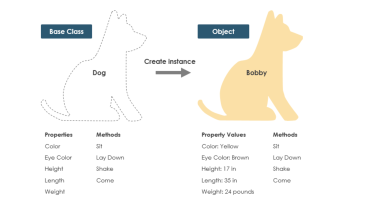 Base Class
Object
Create instance
Dog
Bobby
Properties Methods
Color Sit
Eye Color Lay Down
Height Shake
Length Come
Weight
Property Values Methods
Color: Yellow Sit
Eye Color: Brown Lay Down
Height: 17 in Shake
Length: 35 in Come
Weight: 24 pounds